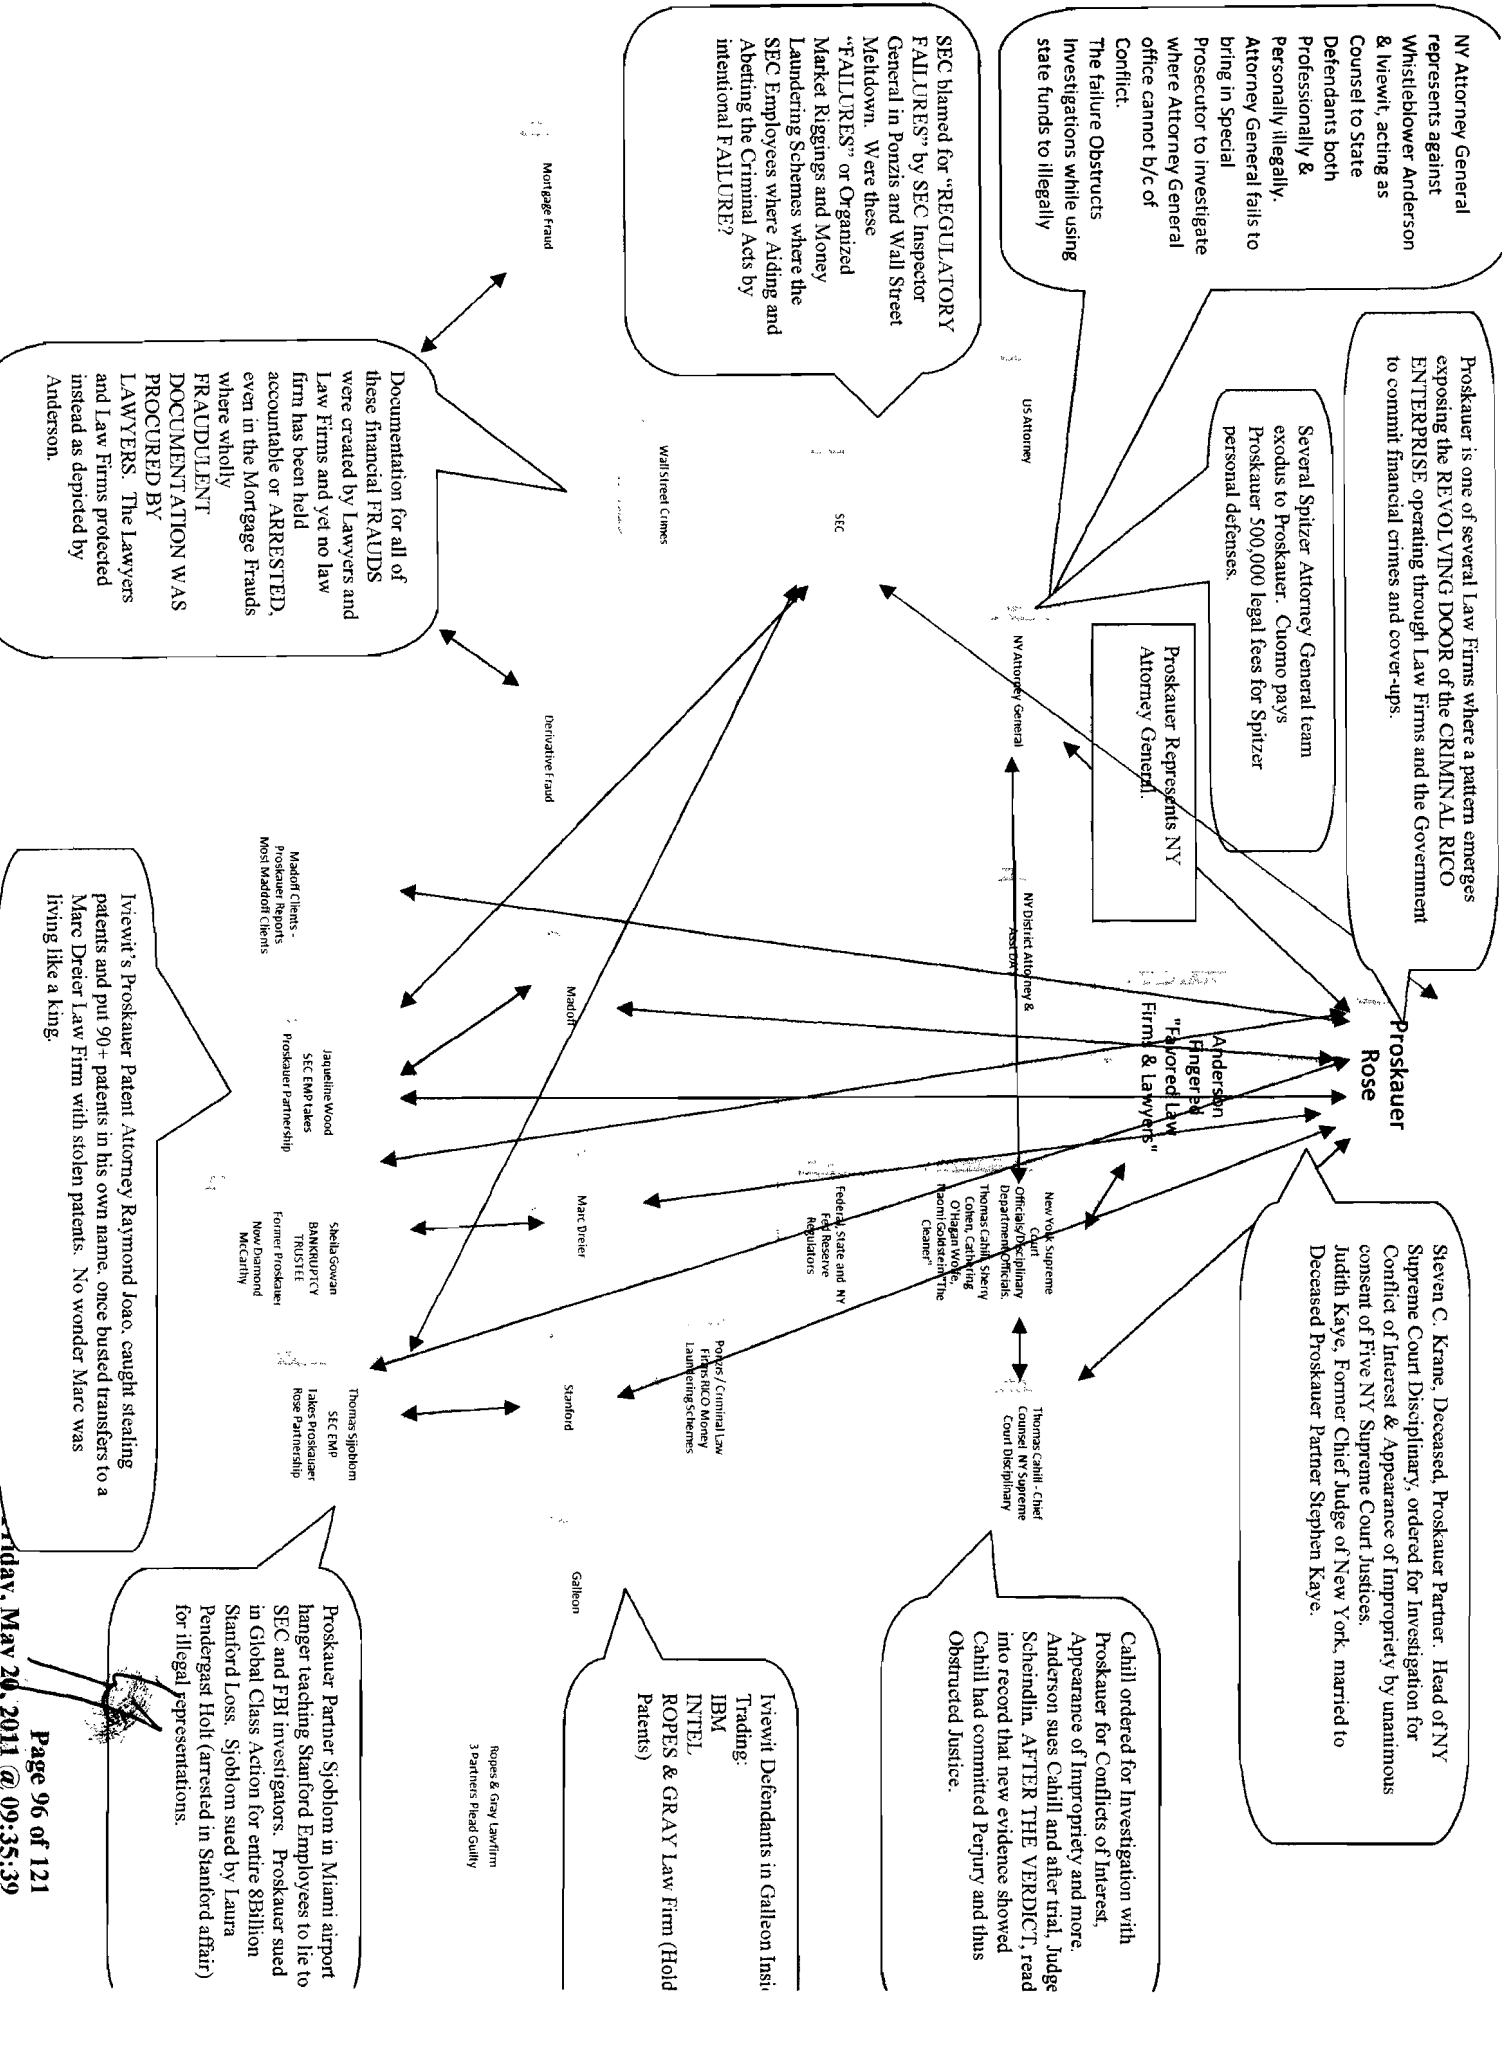 Proskauer is one of several Law Firms where a pattern emerges
exposing the REVOLVING DOOR of the CRIMINAL RICO
ENTERPRISE operating through Law Firms and the Government
to commit financial crimes and cover-ups.
Steven C. Krane, Deceased, Proskauer Partner. Head of NY
Supreme Court Disciplinary, ordered for Investigation for
Conflict of Interest & Appearance of Impropriety by unanimous
consent of Five NY Supreme Court Justices.
Judith Kaye, Former Chief Judge of New York, married to
Deceased Proskauer Partner Stephen Kaye.
NY Attorney General
represents against
Whistleblower Anderson
& Iviewit, acting as
Counsel to State
Defendants both
Professionally &
Personally illegally.
Attorney General fails to
bring in Special
Prosecutor to investigate
where Attorney General
office cannot b/c of
Conflict.
The failure Obstructs
Investigations while using
state funds to illegally
Several Spitzer Attorney General team
exodus to Proskauer. Cuomo pays
Proskauer 500,000 legal fees for Spitzer
personal defenses.
Proskauer Represents NY
Attorney General.
Proskauer
Rose
Anderson
Fingered
"Favored Law
Firms & Lawyers"
US Attorney
NY Attorney General
NY District Attorney &
Asst DA
New York Supreme
Court
Officials/Disciplinary
Department Officials.
Thomas Cahill, Sherry
Cohen, Cathering
O'Hagan Wolfe,
Naomi Goldstein "The
Cleaner"
Thomas Cahill - Chief
Counsel NY Supreme
Court Disciplinary
Cahill ordered for Investigation with
Proskauer for Conflicts of Interest,
Appearance of Impropriety and more.
Anderson sues Cahill and after trial, Judge
Scheindlin, AFTER THE VERDICT, read
into record that new evidence showed
Cahill had committed Perjury and thus
Obstructed Justice.
SEC blamed for "REGULATORY
FAILURES" by SEC Inspector
General in Ponzis and Wall Street
Meltdown. Were these
"FAILURES" or Organized
Market Riggings and Money
Laundering Schemes where the
SEC Employees where Aiding and
Abetting the Criminal Acts by
intentional FAILURE?
SEC
Federal, State and NY
Fed Reserve
Regulators
Wall Street Crimes
Ponzis / Criminal Law
Firms RICO Money
Laundering Schemes
Iviewit Defendants in Galleon Insi
Trading:
IBM
INTEL
ROPES & GRAY Law Firm (Hold
Patents)
Mortgage Fraud
Derivative Fraud
Madoff
Marc Dreier
Stanford
Galleon
Ropes & Gray Lawfirm
3 Partners Plead Guilty
Documentation for all of
these financial FRAUDS
were created by Lawyers and
Law Firms and yet no law
firm has been held
accountable or ARRESTED,
even in the Mortgage Frauds
where wholly
FRAUDULENT
DOCUMENTATION WAS
PROCURED BY
LAWYERS. The Lawyers
and Law Firms protected
instead as depicted by
Anderson.
Madoff Clients -
Proskauer Reports
Most Maddoff Clients
Jaqueline Wood
SEC EMP takes
Proskauer Partnership
Sheila Gowan
BANKRUPTCY
TRUSTEE
Former Proskauer
Now Diamond
McCarthy
Thomas Sjoblom
SEC EMP
Takes Proskauer
Rose Partnership
Proskauer Partner Sjoblom in Miami airport
hanger teaching Stanford Employees to lie to
SEC and FBI investigators. Proskauer sued
in Global Class Action for entire 8Billion
Stanford Loss. Sjoblom sued by Laura
Pendergast Holt (arrested in Stanford affair)
for illegal representations.
Iviewit's Proskauer Patent Attorney Raymond Joao, caught stealing
patents and put 90+ patents in his own name, once busted transfers to a
Marc Dreier Law Firm with stolen patents. No wonder Marc was
living like a king.
Page 96 of 121
Friday, May 20, 2011 @ 09:35:39